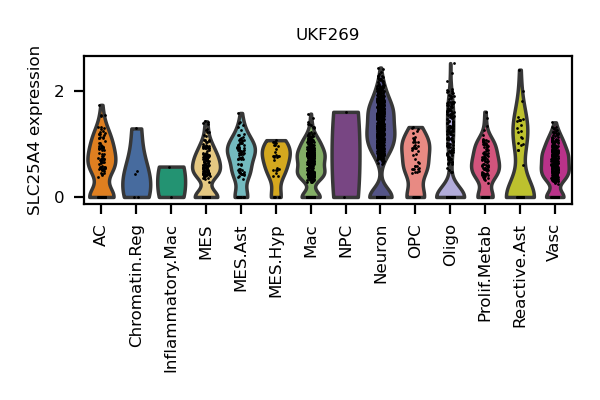 UKF269
SLC25A4 expression
2
0
AC
Chromatin.Reg
Inflammatory.Mac
MES
MES.Ast
MES.Hyp
Mac
NPC
Neuron
OPC
Oligo
Prolif.Metab
Reactive.Ast
Vasc